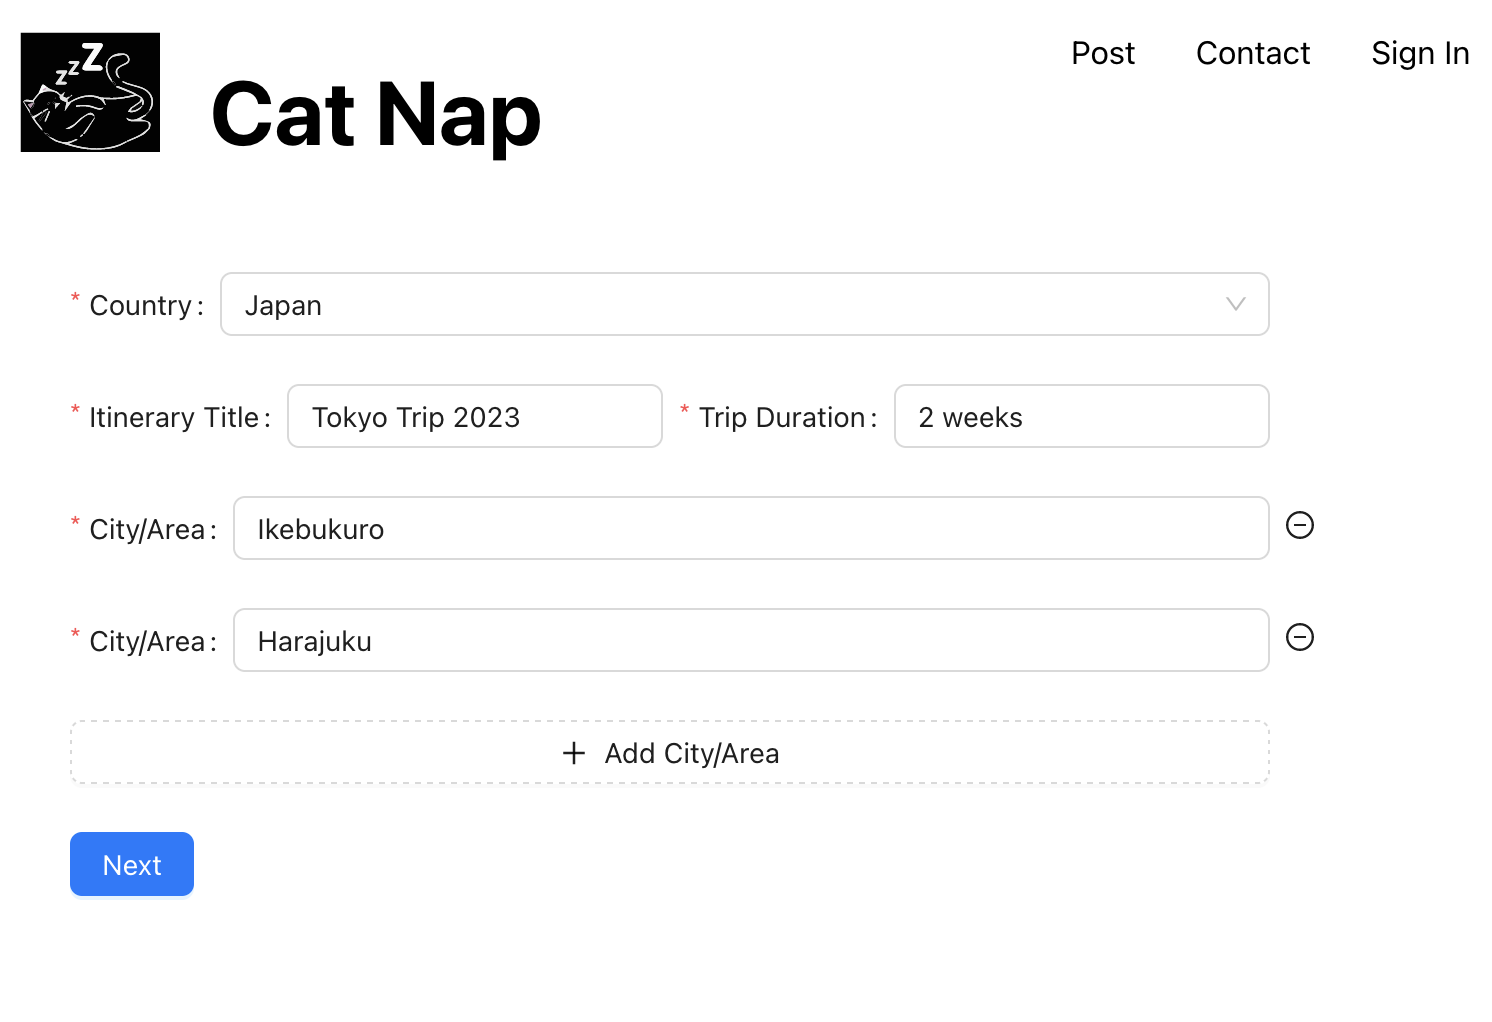 z z Z
Post Contact Sign In
Cat Nap
* Country: Japan
* Itinerary Title: Tokyo Trip 2023 * Trip Duration: 2 weeks
* City/Area: Ikebukuro
* City/Area: Harajuku
+ Add City/Area
Next